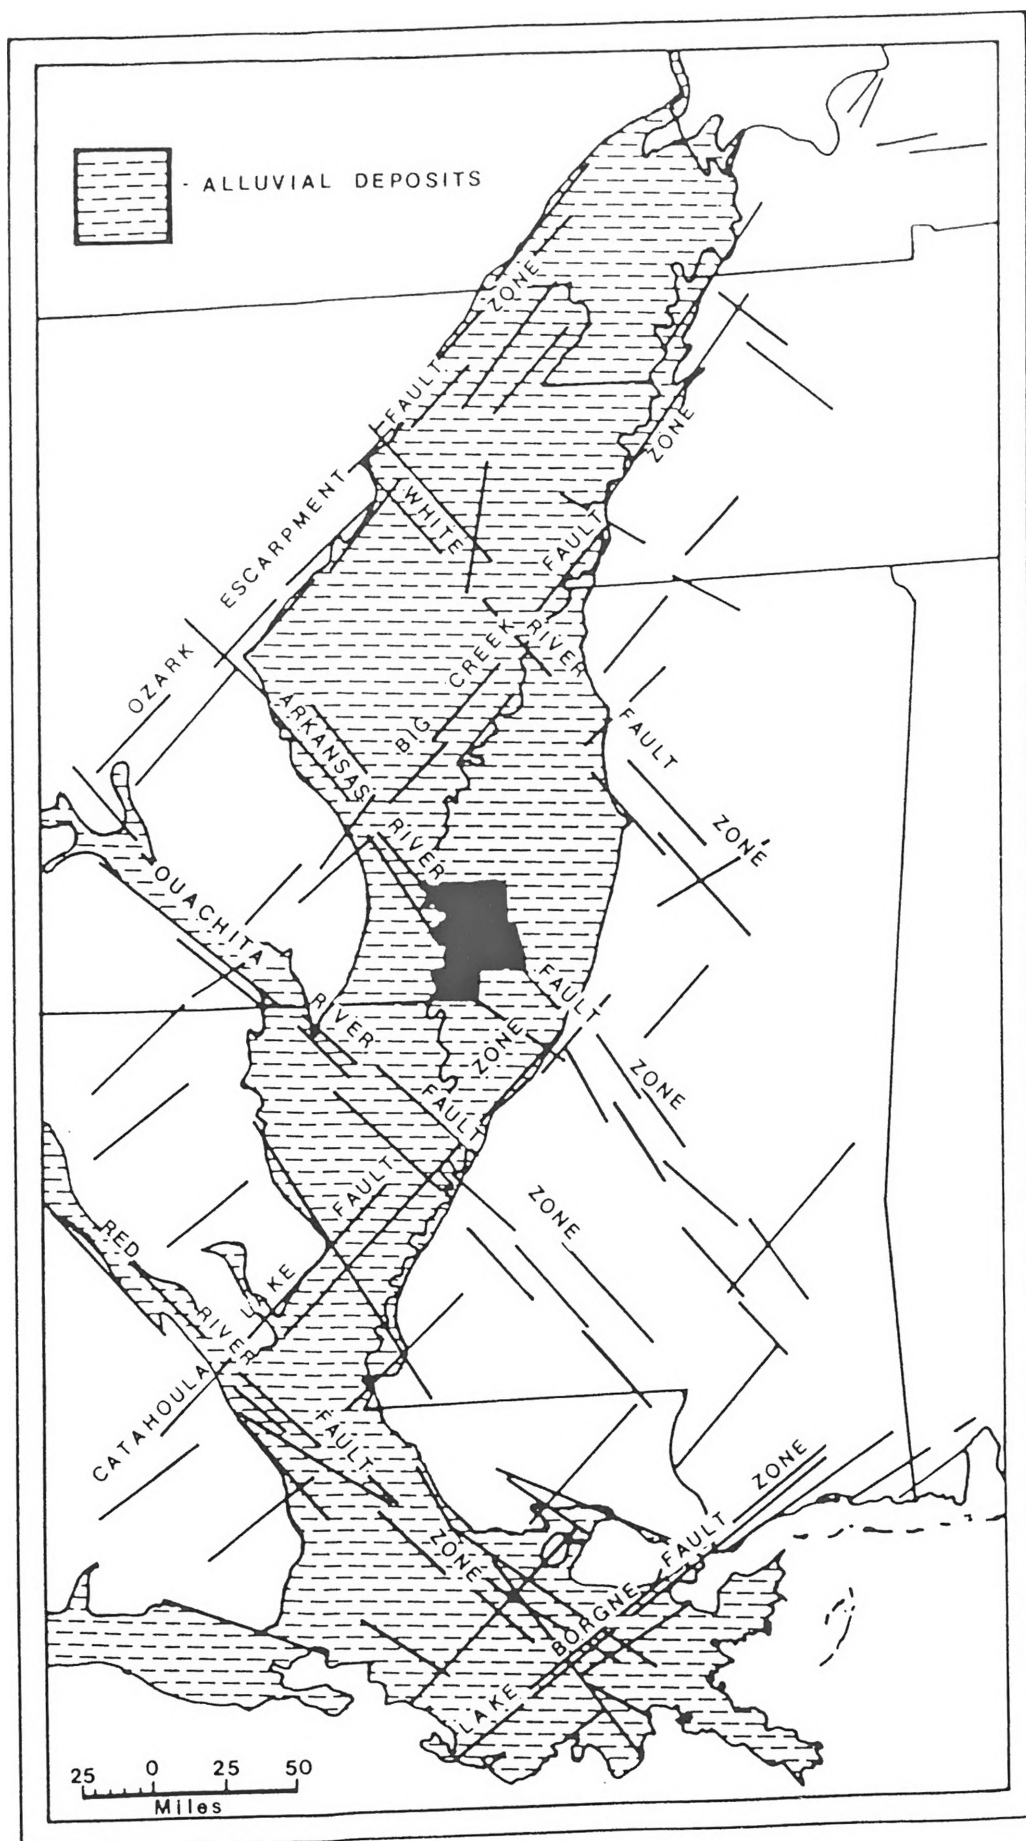 - ALLUVIAL DEPOSITS
OZARK ESCARPMENT FAULT ZONE
WHITE RIVER FAULT ZONE
BIG CREEK FAULT ZONE
ARKANSAS RIVER FAULT ZONE
OUACHITA RIVER FAULT ZONE
CATAHOULA LAKE FAULT ZONE
RED RIVER FAULT ZONE
LAKE BORGNE FAULT ZONE
25 0 25 50
Miles